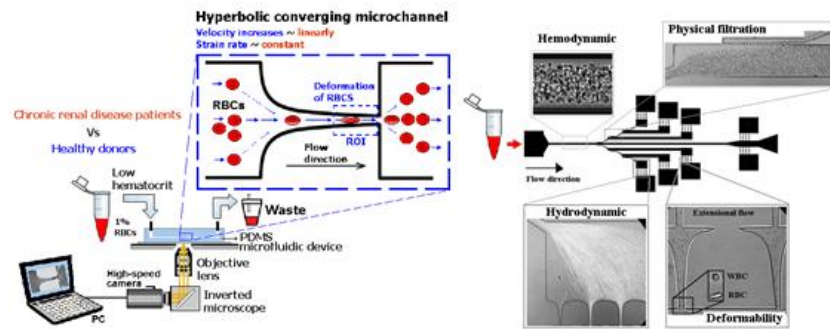 Hyperbolic converging microchannel
Velocity increases ~ linearly
Strain rate ~ constant
RBCs
Deformation
of RBCS
ROI
Flow
direction
Chronic renal disease patients
Vs
Healthy donors
Low
hematocrit
1%
RBCs
Waste
PDMS
microfluidic device
Objective
lens
High-speed
camera
PC
Inverted
microscope
Hemodynamic
Physical filtration
Flow direction
Hydrodynamic
Extensional flow
WBC
RBC
Deformability